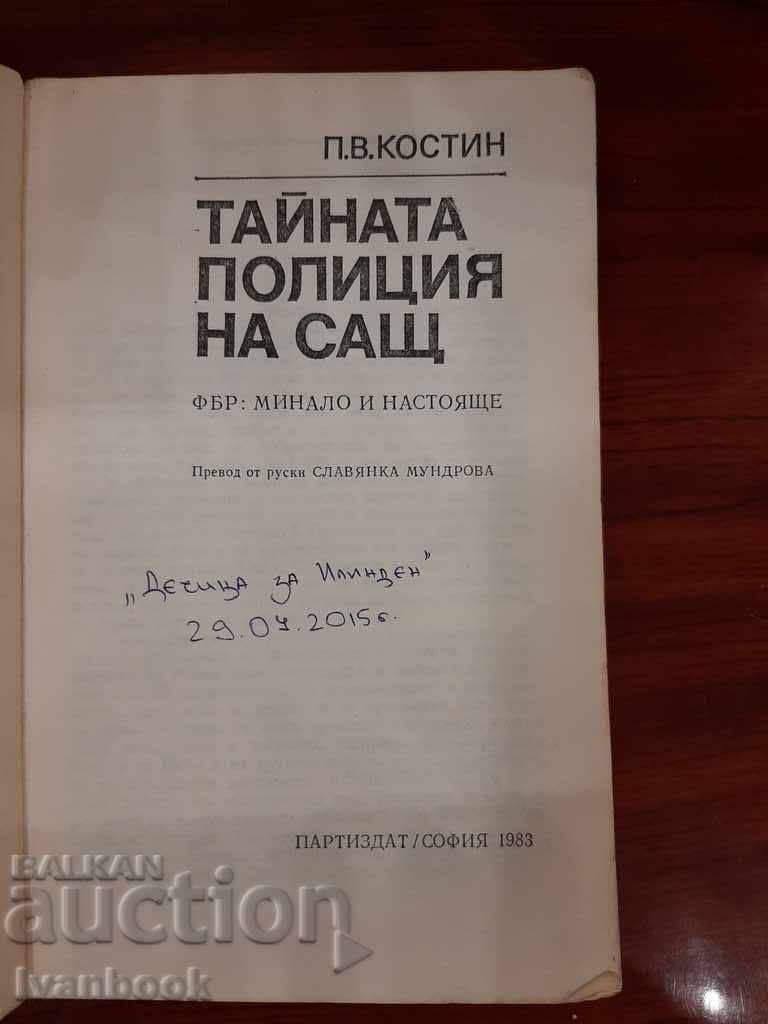 П.В.КОСТИН
ТАЙНАТА
ПОЛИЦИЯ
НА САЩ
ФБР: МИНАЛО И НАСТОЯЩЕ
Превод от руски СЛАВЯНКА МУНДРОВА
„Дечица за Илинден"
29.07.2015г.
ПАРТИЗДАТ/СОФИЯ 1983
BALKAN
auction
Ivanbook